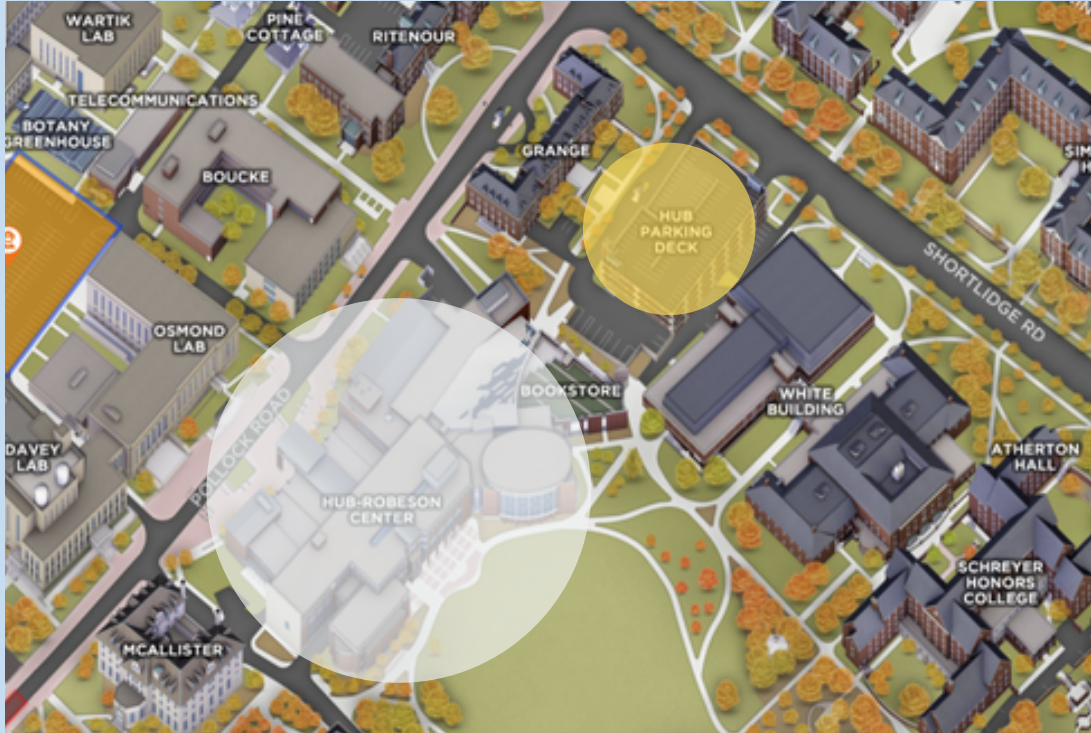 WARTIK
LAB
PINE
COTTAGE
RITENOUR
TELECOMMUNICATIONS
BOTANY
GREENHOUSE
BOUCKE
GRANGE
SIM
HUB
PARKING
DECK
SHORTLIDGE RD
OSMOND
LAB
BOOKSTORE
WHITE
BUILDING
POLLOCK ROAD
DAVEY
LAB
HUB-ROBESON
CENTER
ATHERTON
HALL
SCHREYER
HONORS
COLLEGE
MCALLISTER